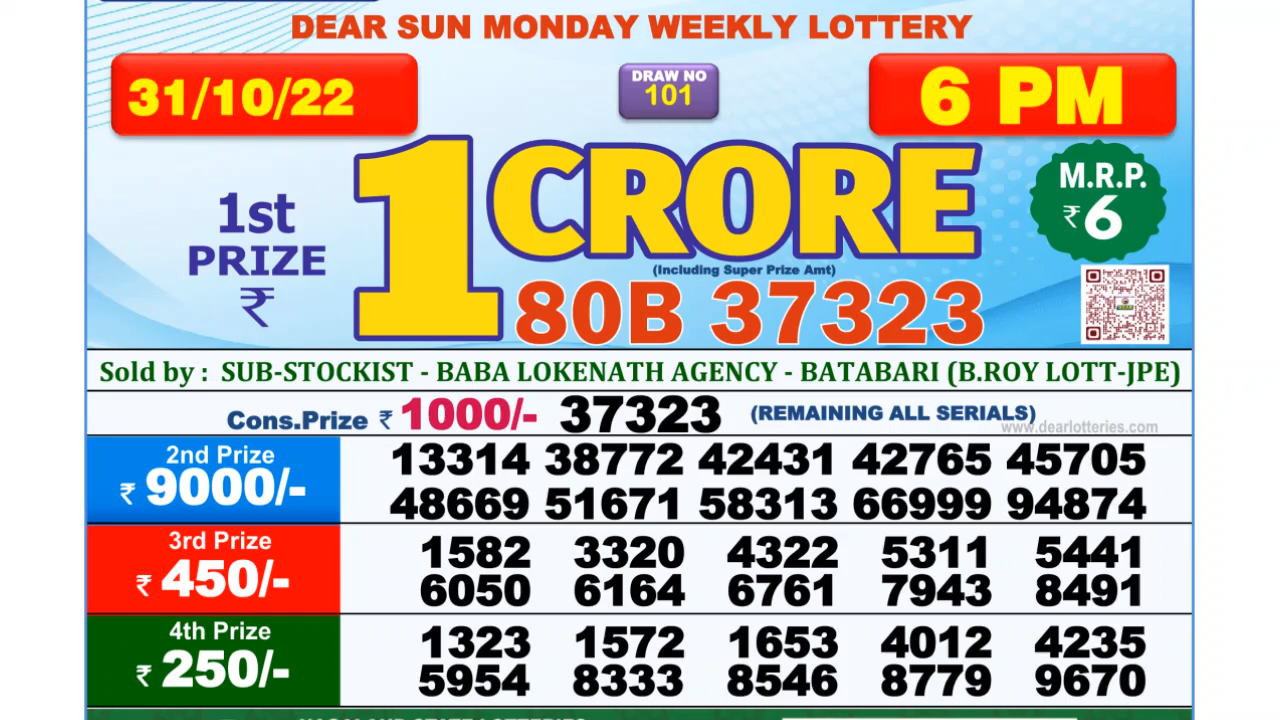 DEAR SUN MONDAY WEEKLY LOTTERY
31/10/22
DRAW NO
101
6 PM
1st
PRIZE
₹
1 CRORE
(Including Super Prize Amt)
80B 37323
M.R.P.
₹ 6
Sold by : SUB-STOCKIST - BABA LOKENATH AGENCY - BATABARI (B.ROY LOTT-JPE)
Cons.Prize ₹ 1000/- 37323 (REMAINING ALL SERIALS)
www.dearlotteries.com
2nd Prize
₹ 9000/-
13314 38772 42431 42765 45705
48669 51671 58313 66999 94874
3rd Prize
₹ 450/-
1582 3320 4322 5311 5441
6050 6164 6761 7943 8491
4th Prize
₹ 250/-
1323 1572 1653 4012 4235
5954 8333 8546 8779 9670